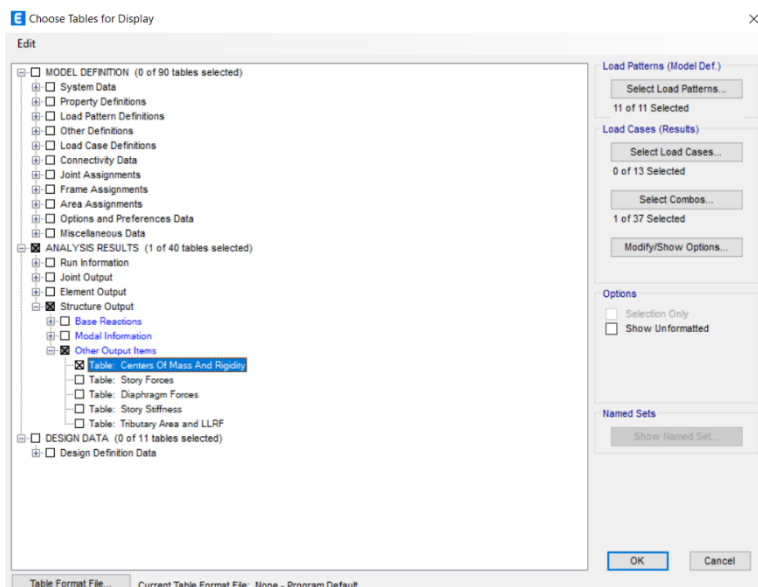 E Choose Tables for Display
Edit
MODEL DEFINITION (0 of 90 tables selected)
System Data
Property Definitions
Load Pattern Definitions
Other Definitions
Load Case Definitions
Connectivity Data
Joint Assignments
Frame Assignments
Area Assignments
Options and Preferences Data
Miscellaneous Data
ANALYSIS RESULTS (1 of 40 tables selected)
Run Information
Joint Output
Element Output
Structure Output
Base Reactions
Modal Information
Other Output Items
Table: Centers Of Mass And Rigidity
Table: Story Forces
Table: Diaphragm Forces
Table: Story Stiffness
Table: Tributary Area and LLRF
DESIGN DATA (0 of 11 tables selected)
Design Definition Data
Load Patterns (Model Def.)
Select Load Patterns...
11 of 11 Selected
Load Cases (Results)
Select Load Cases...
0 of 13 Selected
Select Combos...
1 of 37 Selected
Modify/Show Options...
Options
Selection Only
Show Unformatted
Named Sets
Show Named Set...
OK Cancel
Table Format File... Current Table Format File: None - Program Default